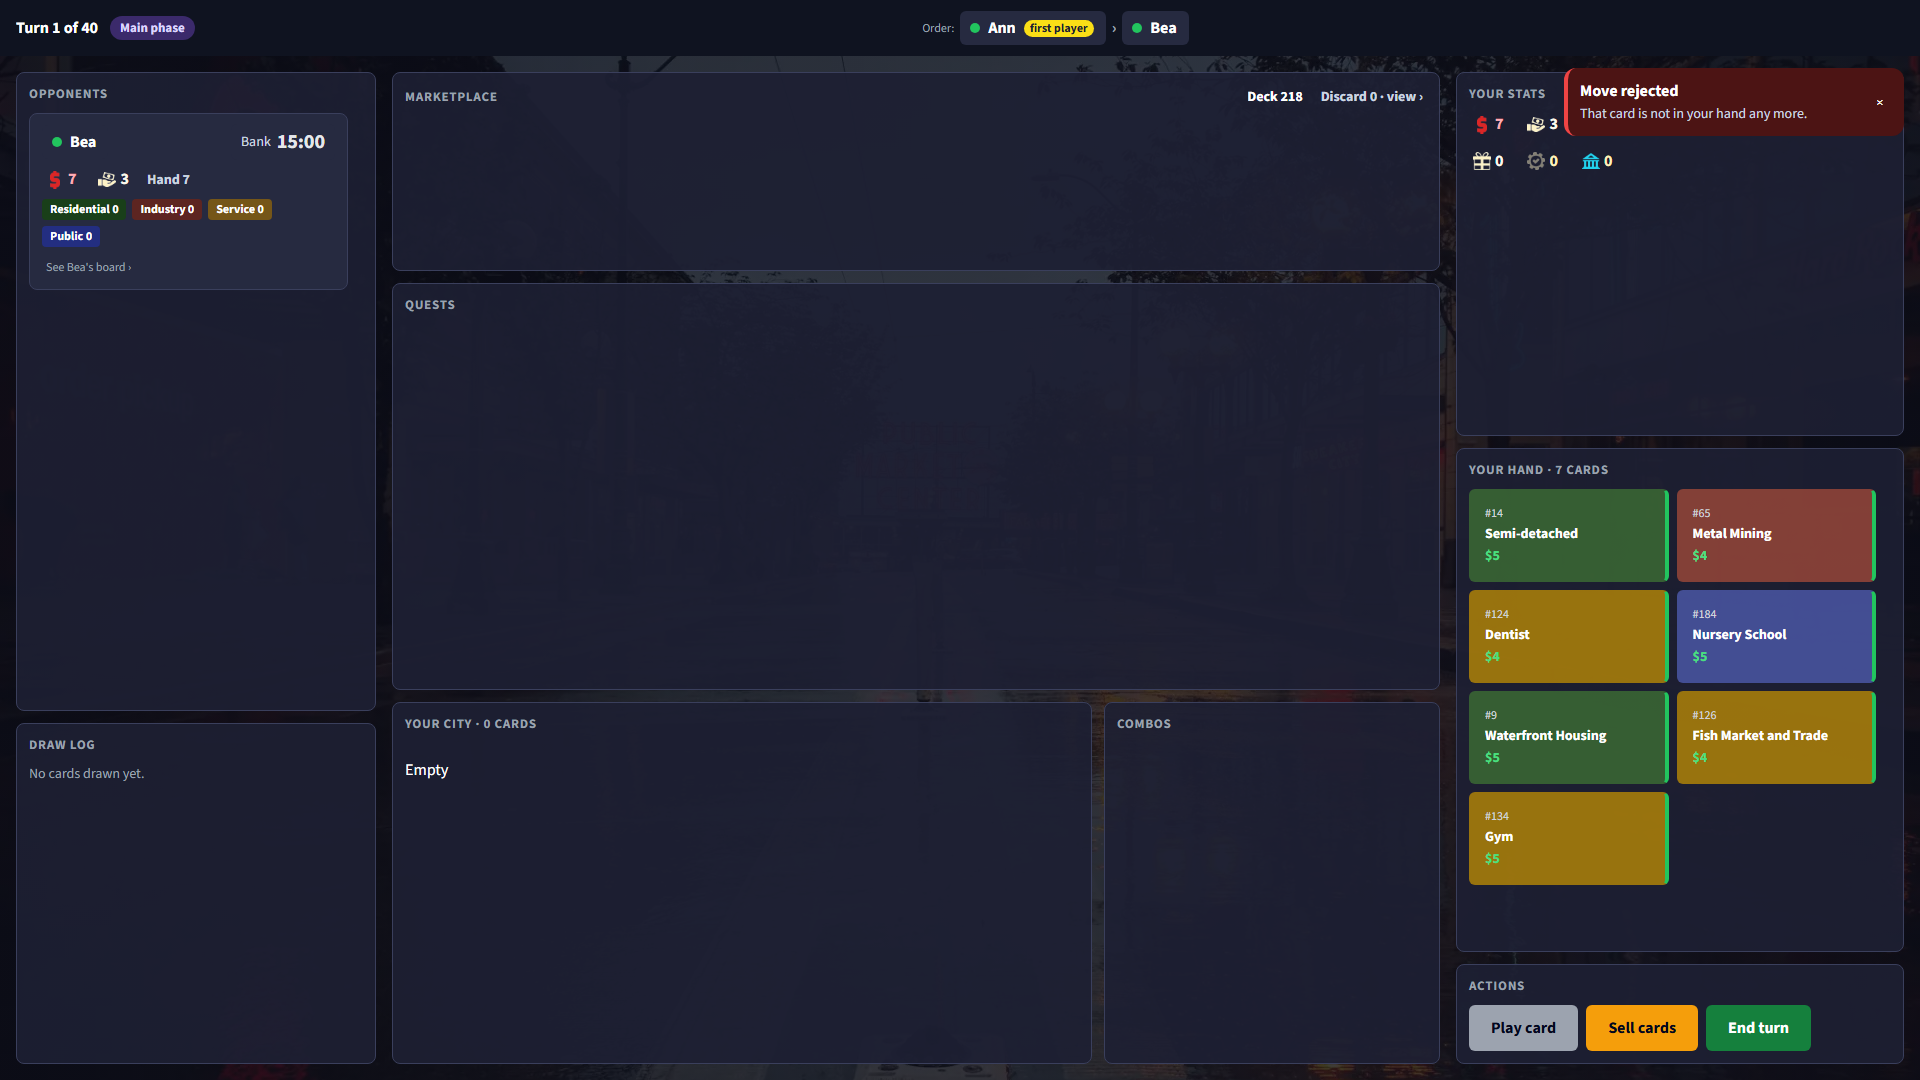 Turn 1 of 40
Main phase
Order:
Ann
first player
›
Bea
OPPONENTS
Bea
Bank 15:00
$ 7
3
Hand 7
Residential 0
Industry 0
Service 0
Public 0
See Bea's board ›
DRAW LOG
No cards drawn yet.
MARKETPLACE
Deck 218
Discard 0 · view ›
QUESTS
YOUR CITY · 0 CARDS
Empty
COMBOS
YOUR STATS
$ 7
3
0
0
0
Move rejected
That card is not in your hand any more.
×
YOUR HAND · 7 CARDS
#14
Semi-detached
$5
#65
Metal Mining
$4
#124
Dentist
$4
#184
Nursery School
$5
#9
Waterfront Housing
$5
#126
Fish Market and Trade
$4
#134
Gym
$5
ACTIONS
Play card
Sell cards
End turn